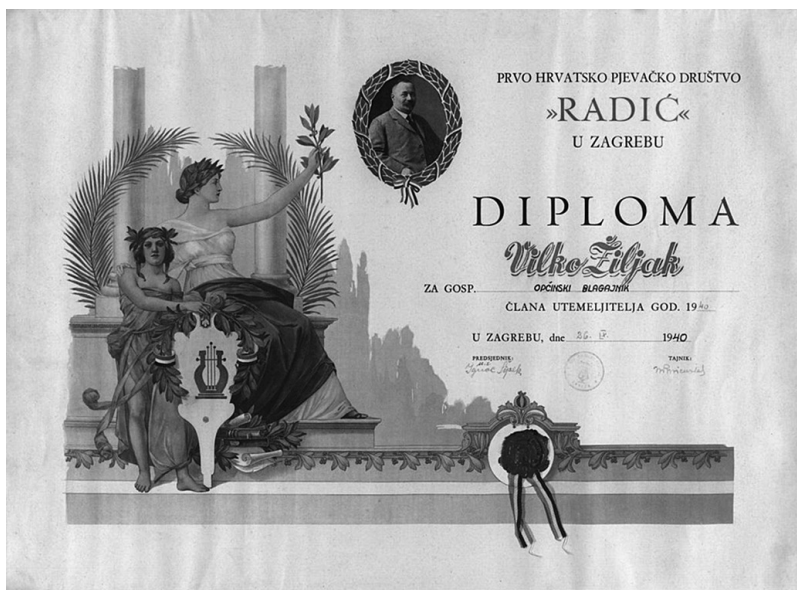 PRVO HRVATSKO PJEVAČKO DRUŠTVO
»RADIĆ«
U ZAGREBU
DIPLOMA
Vilko Žiljak
ZA GOSP. OPĆINSKI BLAGAJNIK
ČLANA UTEMELJITELJA GOD. 1940.
U ZAGREBU, dne 26. IV. 1940
PREDSJEDNIK: TAJNIK: